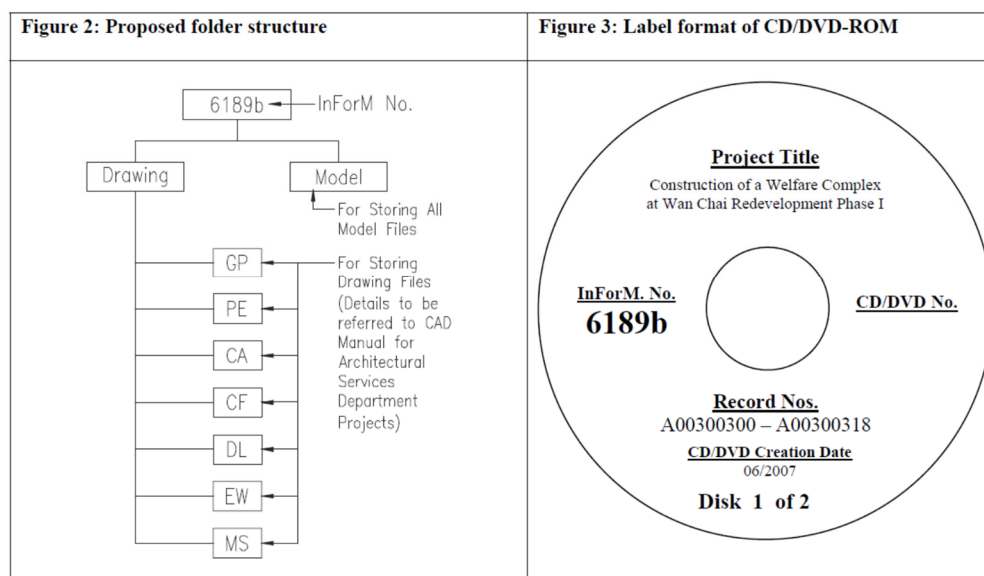 Figure 2: Proposed folder structure
6189b
InForM No.
Drawing
Model
For Storing All
Model Files
GP
PE
CA
CF
DL
EW
MS
For Storing
Drawing Files
(Details to be
referred to CAD
Manual for
Architectural
Services
Department
Projects)
Figure 3: Label format of CD/DVD-ROM
Project Title
Construction of a Welfare Complex
at Wan Chai Redevelopment Phase I
InForM. No.
6189b
CD/DVD No.
Record Nos.
A00300300 – A00300318
CD/DVD Creation Date
06/2007
Disk 1 of 2